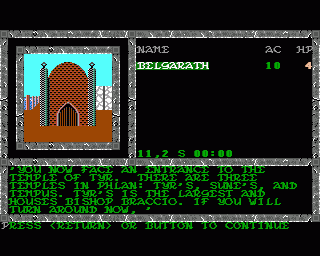 NAME AC HP
BELGARATH 10 4
11,2 S 00:00
'YOU NOW FACE AN ENTRANCE TO THE
TEMPLE OF TYR. THERE ARE THREE
TEMPLES IN PHLAN: TYR'S, SUNE'S, AND
TEMPUS. TYR'S IS THE LARGEST AND
HOUSES BISHOP BRACCIO. IF YOU WILL
TURN AROUND NOW, '
PRESS <RETURN> OR BUTTON TO CONTINUE